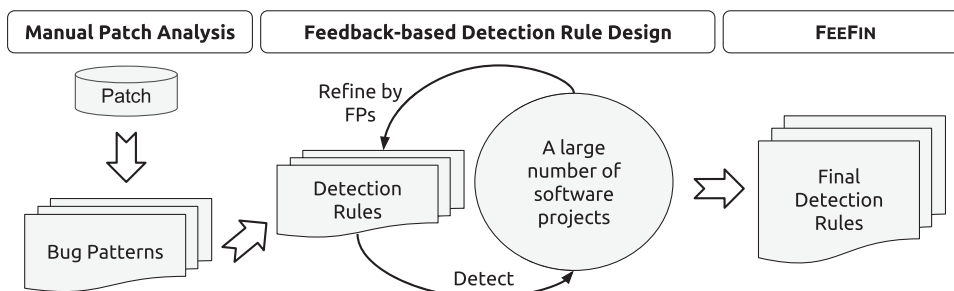 Manual Patch Analysis
Feedback-based Detection Rule Design
FEEFIN
Patch
Refine by
FPs
A large
number of
software
projects
Detection
Rules
Final
Detection
Rules
Bug Patterns
Detect